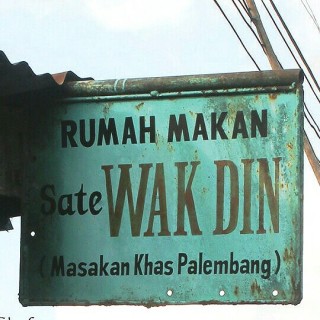 RUMAH MAKAN
Sate WAK DIN
(Masakan Khas Palembang)